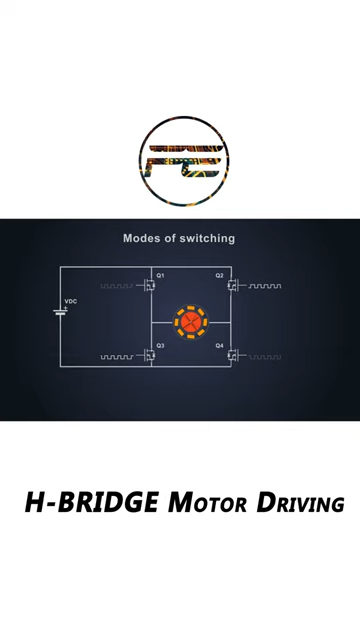 Modes of switching
Q1 Q2
VDC
+
Q3 Q4
H-BRIDGE MOTOR DRIVING